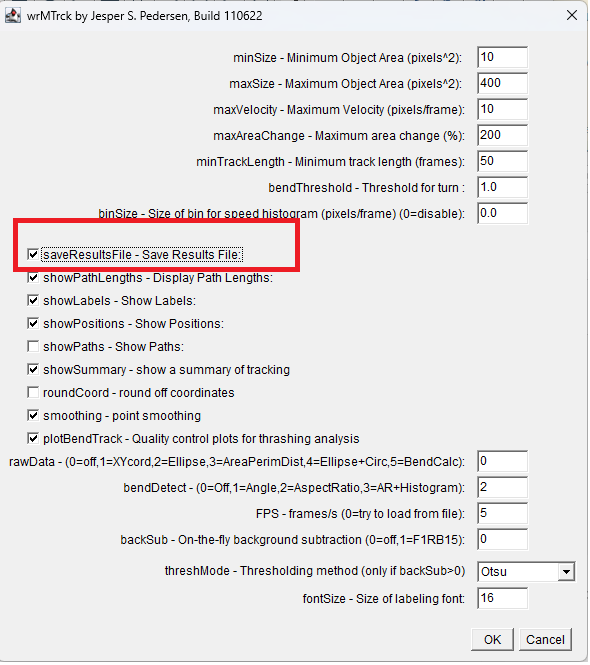 wrMTrck by Jesper S. Pedersen, Build 110622
minSize - Minimum Object Area (pixels^2): 10
maxSize - Maximum Object Area (pixels^2): 400
maxVelocity - Maximum Velocity (pixels/frame): 10
maxAreaChange - Maximum area change (%): 200
minTrackLength - Minimum track length (frames): 50
bendThreshold - Threshold for turn : 1.0
binSize - Size of bin for speed histogram (pixels/frame) (0=disable): 0.0
saveResultsFile - Save Results File:
showPathLengths - Display Path Lengths:
showLabels - Show Labels:
showPositions - Show Positions:
showPaths - Show Paths:
showSummary - show a summary of tracking
roundCoord - round off coordinates
smoothing - point smoothing
plotBendTrack - Quality control plots for thrashing analysis
rawData - (0=off,1=XYcord,2=Ellipse,3=AreaPerimDist,4=Ellipse+Circ,5=BendCalc): 0
bendDetect - (0=Off,1=Angle,2=AspectRatio,3=AR+Histogram): 2
FPS - frames/s (0=try to load from file): 5
backSub - On-the-fly background subtraction (0=off,1=F1RB15): 0
threshMode - Thresholding method (only if backSub>0) Otsu
fontSize - Size of labeling font: 16
OK Cancel